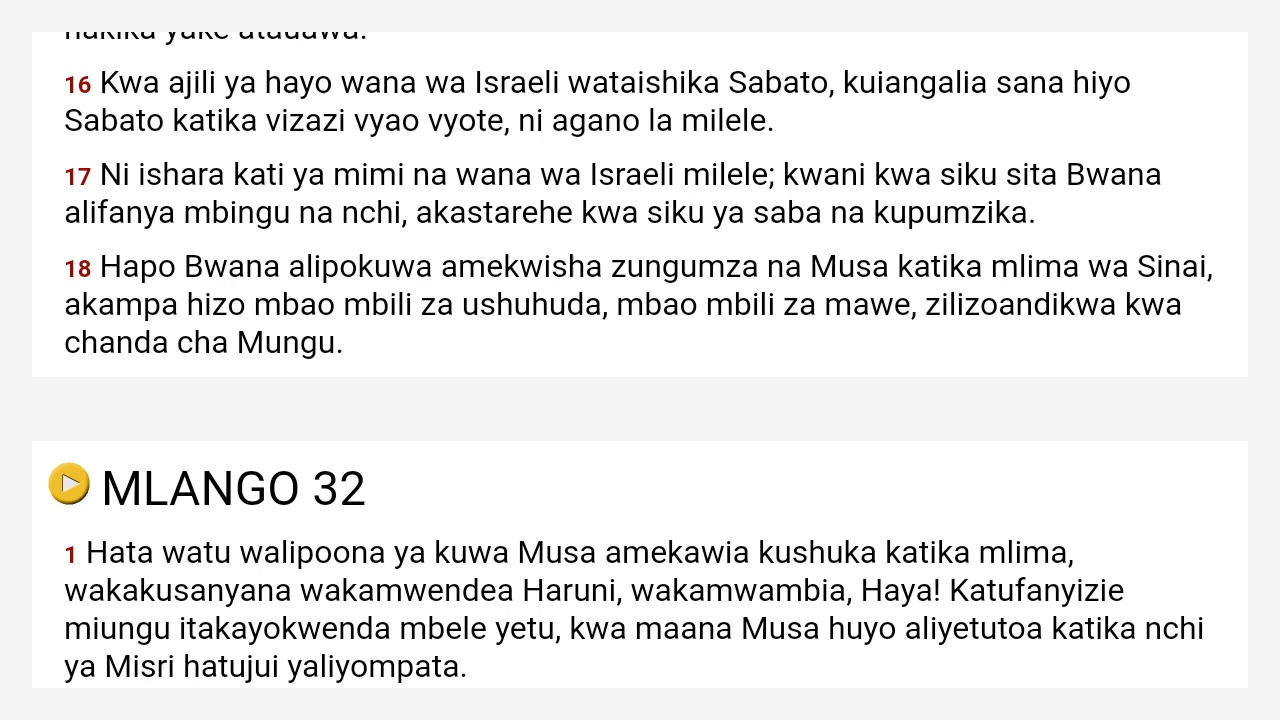 hakika yake atauawa.
16 Kwa ajili ya hayo wana wa Israeli wataishika Sabato, kuiangalia sana hiyo
Sabato katika vizazi vyao vyote, ni agano la milele.
17 Ni ishara kati ya mimi na wana wa Israeli milele; kwani kwa siku sita Bwana
alifanya mbingu na nchi, akastarehe kwa siku ya saba na kupumzika.
18 Hapo Bwana alipokuwa amekwisha zungumza na Musa katika mlima wa Sinai,
akampa hizo mbao mbili za ushuhuda, mbao mbili za mawe, zilizoandikwa kwa
chanda cha Mungu.
MLANGO 32
1 Hata watu walipoona ya kuwa Musa amekawia kushuka katika mlima,
wakakusanyana wakamwendea Haruni, wakamwambia, Haya! Katufanyizie
miungu itakayokwenda mbele yetu, kwa maana Musa huyo aliyetutoa katika nchi
ya Misri hatujui yaliyompata.